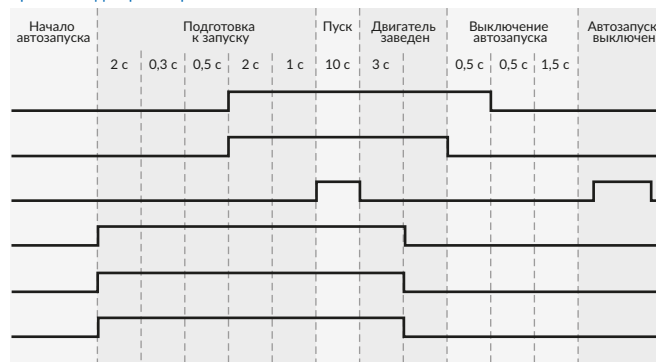 Начало
автозапуска
Подготовка
к запуску
Пуск
Двигатель
заведен
Выключение
автозапуска
Автозапуск
выключен
2 с
0,3 с
0,5 с
2 с
1 с
10 с
3 с
0,5 с
0,5 с
1,5 с